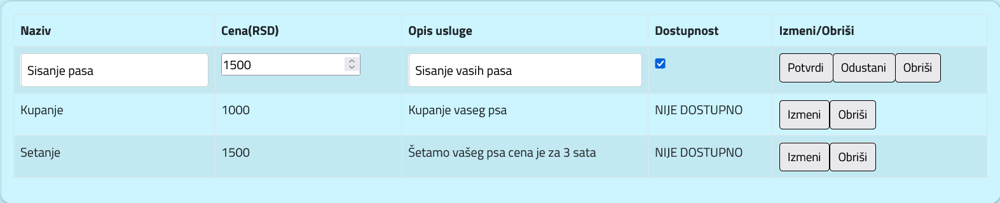 Naziv Cena(RSD) Opis usluge Dostupnost Izmeni/Obriši
Sisanje pasa 1500 Sisanje vasih pasa Potvrdi Odustani Obriši
Kupanje 1000 Kupanje vaseg psa NIJE DOSTUPNO Izmeni Obriši
Setanje 1500 Šetamo vašeg psa cena je za 3 sata NIJE DOSTUPNO Izmeni Obriši